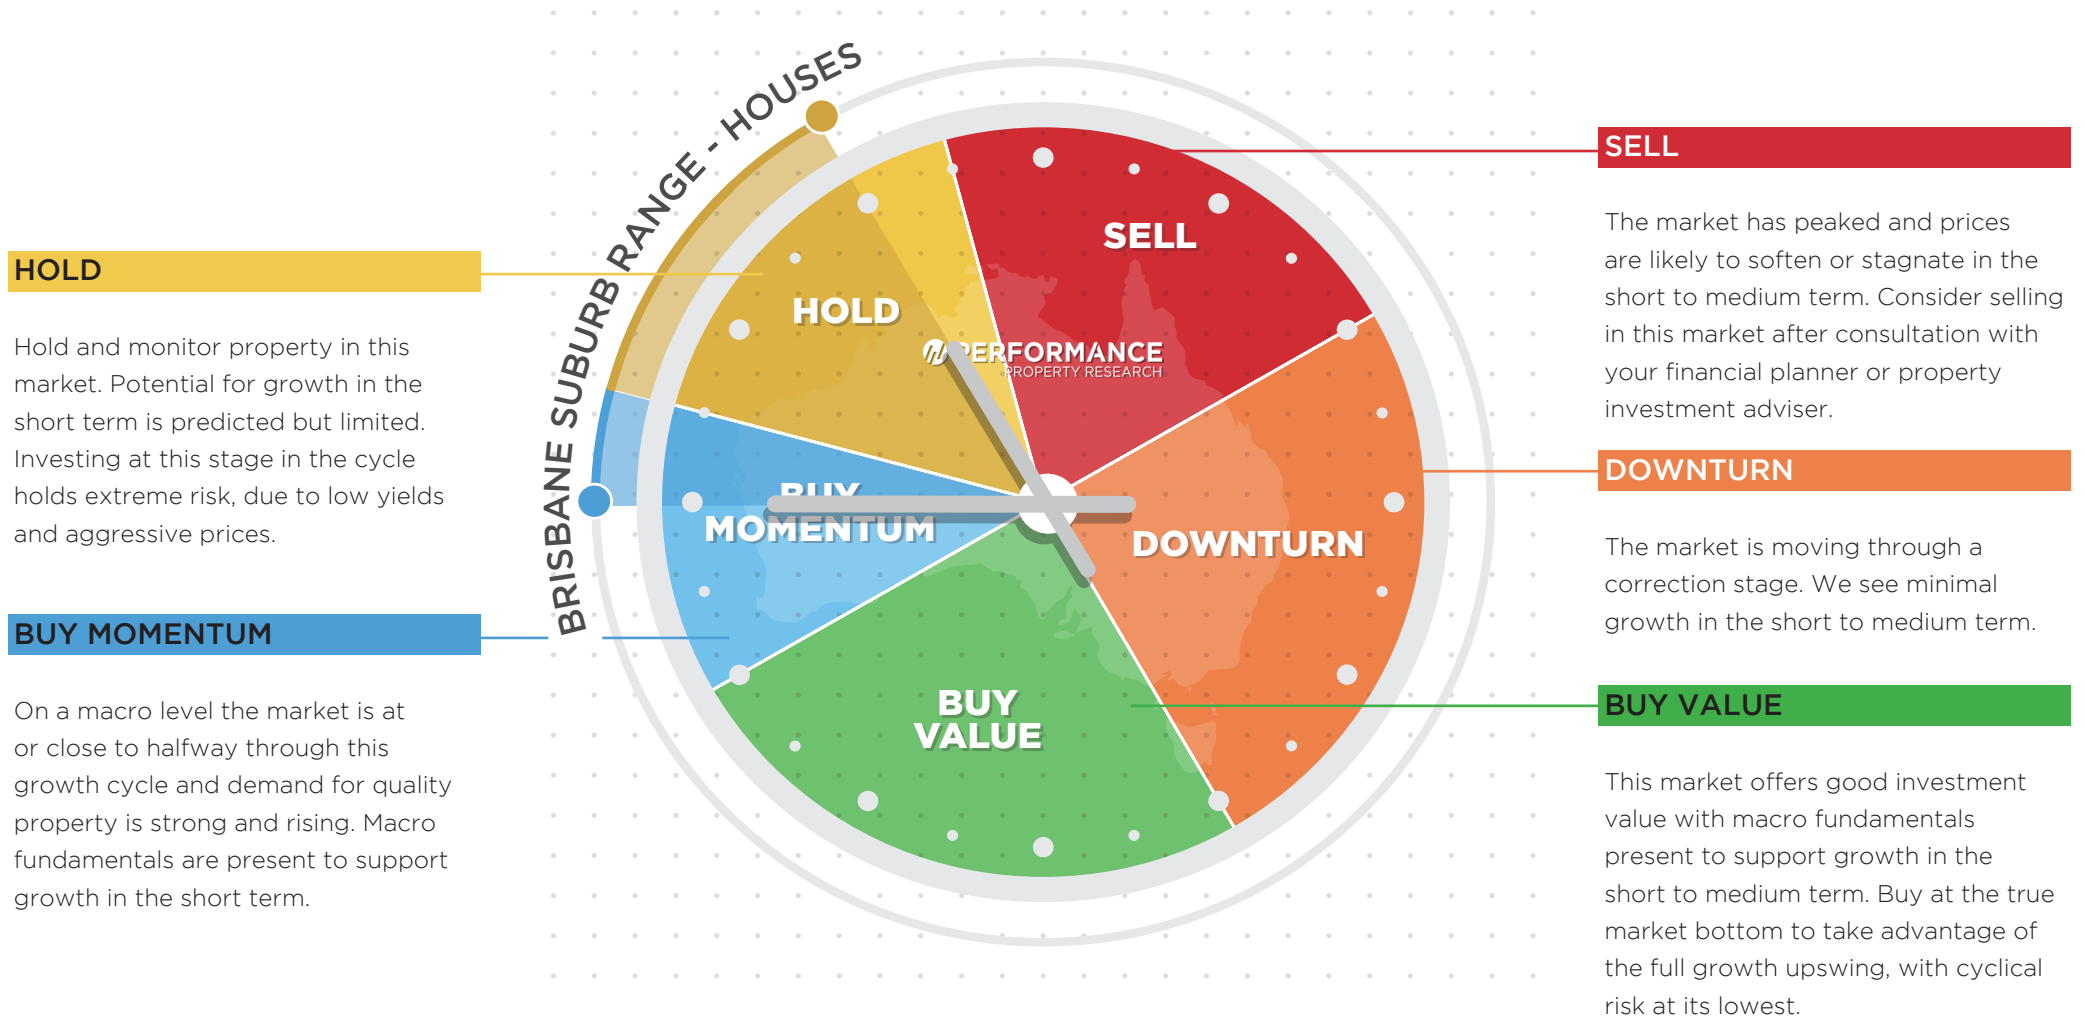 BRISBANE SUBURB RANGE - HOUSES
HOLD
Hold and monitor property in this
market. Potential for growth in the
short term is predicted but limited.
Investing at this stage in the cycle
holds extreme risk, due to low yields
and aggressive prices.
BUY MOMENTUM
On a macro level the market is at
or close to halfway through this
growth cycle and demand for quality
property is strong and rising. Macro
fundamentals are present to support
growth in the short term.
SELL
HOLD
PERFORMANCE
PROPERTY RESEARCH
BUY
MOMENTUM
DOWNTURN
BUY
VALUE
SELL
The market has peaked and prices
are likely to soften or stagnate in the
short to medium term. Consider selling
in this market after consultation with
your financial planner or property
investment adviser.
DOWNTURN
The market is moving through a
correction stage. We see minimal
growth in the short to medium term.
BUY VALUE
This market offers good investment
value with macro fundamentals
present to support growth in the
short to medium term. Buy at the true
market bottom to take advantage of
the full growth upswing, with cyclical
risk at its lowest.